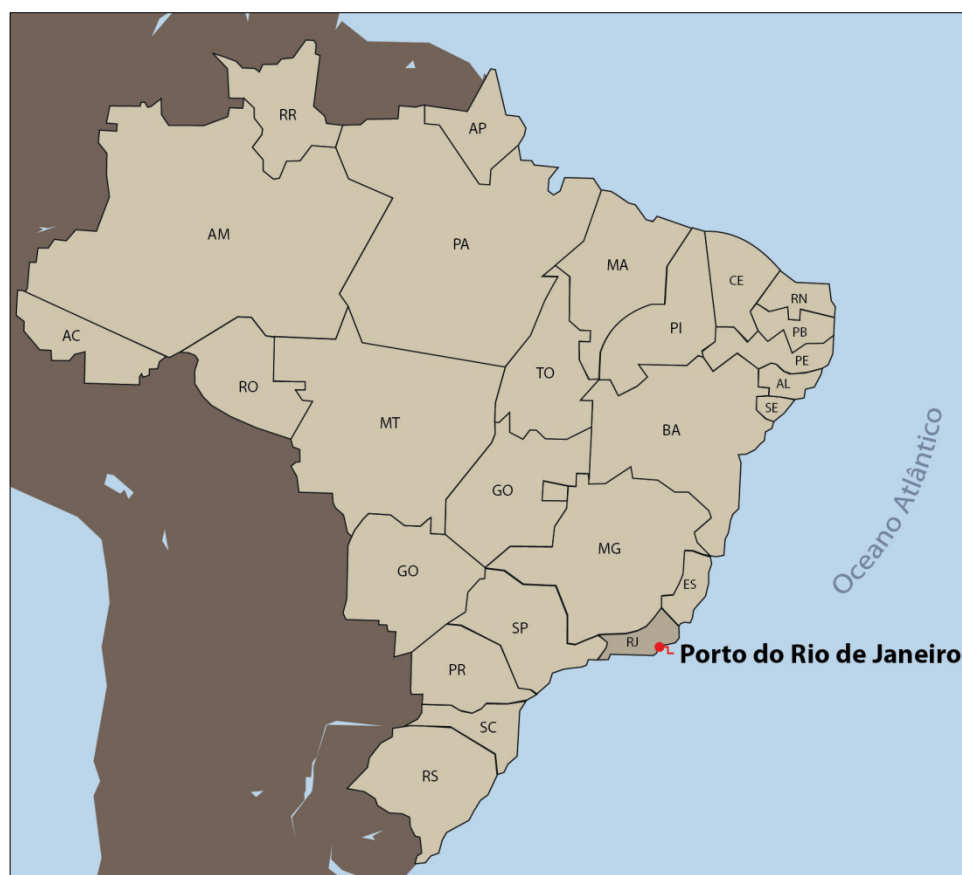 RR
AP
AM
PA
MA
CE
RN
PI
PB
PE
AC
TO
AL
RO
SE
MT
BA
GO
Oceano Atlântico
MG
GO
ES
SP
RJ
Porto do Rio de Janeiro
PR
SC
RS